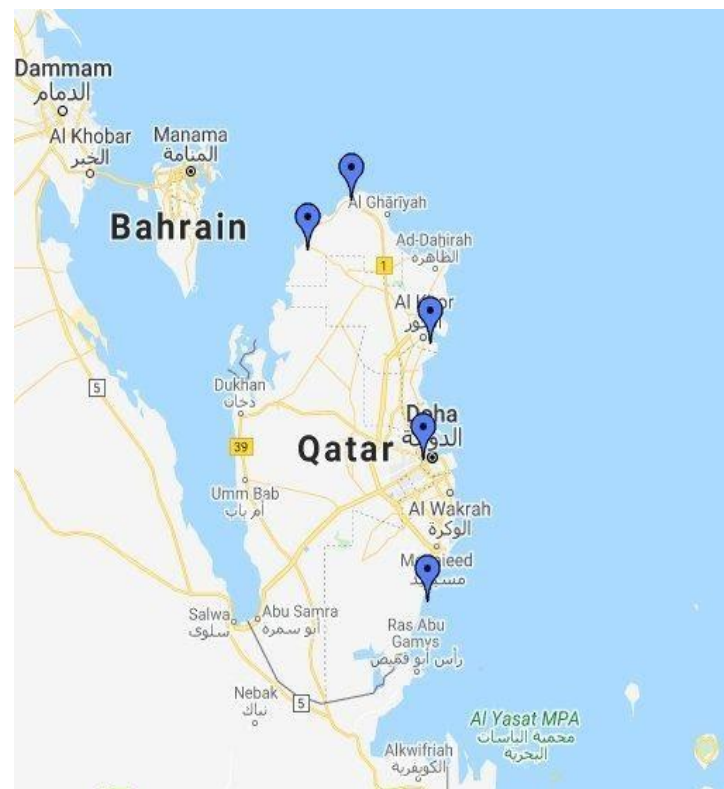 Dammam
الدمام
Al Khobar
الخبر
Manama
المنامة
Bahrain
Al Ghārīyah
Ad-Dahirah
الظاهرة
1
Al Khor
Dukhan
دخان
5
Doha
الدوحة
39
Qatar
Umm Bab
أم باب
Al Wakrah
الوكرة
Salwa
سلوى
Abu Samra
أبو سمرة
Ras Abu
Gamys
رأس أبو قميص
Nebak
نباك
5
Al Yasat MPA
محمية الياسات
البحرية
Alkwifriah
الكويفرية